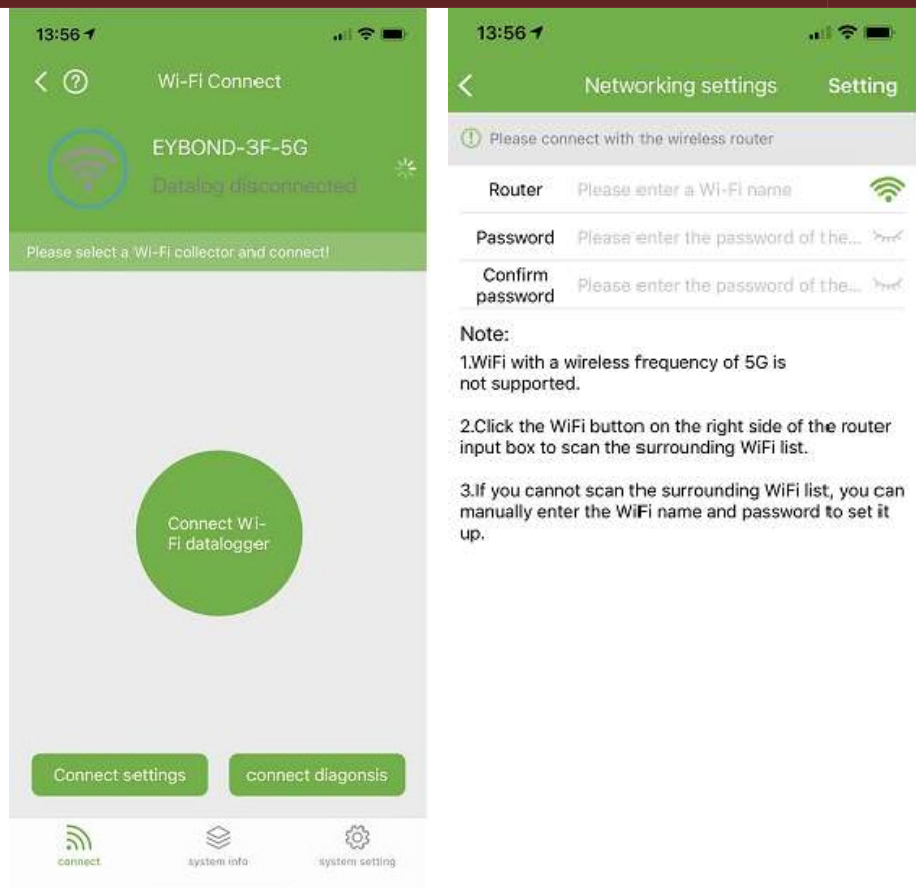 13:56
Wi-Fi Connect
EYBOND-3F-5G
Datalog disconnected
Please select a Wi-Fi collector and connect!
Connect Wi-
Fi datalogger
Connect settings
connect diagonsis
connect
system info
system setting
13:56
Networking settings
Setting
Please connect with the wireless router
Router
Please enter a Wi-Fi name
Password
Please enter the password of the...
Confirm
password
Please enter the password of the...
Note:
1.WiFi with a wireless frequency of 5G is
not supported.
2.Click the WiFi button on the right side of the router
input box to scan the surrounding WiFi list.
3.If you cannot scan the surrounding WiFi list, you can
manually enter the WiFi name and password to set it
up.